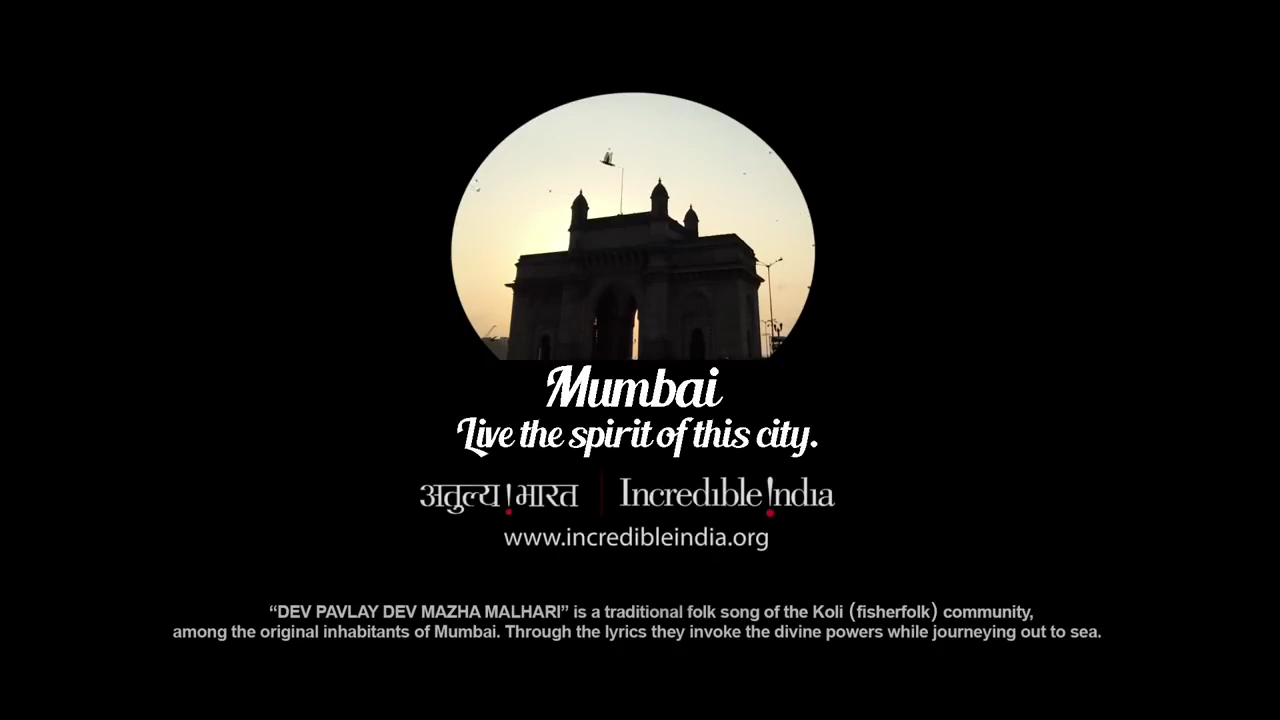 Mumbai
Live the spirit of this city.
अतुल्य!भारत | Incredıble!ndıa
www.incredibleindia.org
“DEV PAVLAY DEV MAZHA MALHARI” is a traditional folk song of the Koli (fisherfolk) community,
among the original inhabitants of Mumbai. Through the lyrics they invoke the divine powers while journeying out to sea.